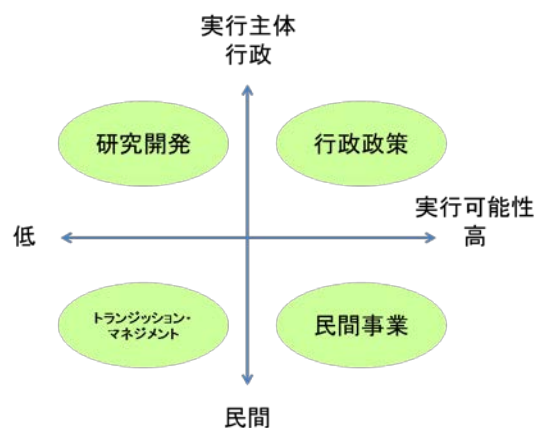 実行主体
行政
研究開発
行政政策
低
実行可能性
高
トランジッション・
マネジメント
民間事業
民間